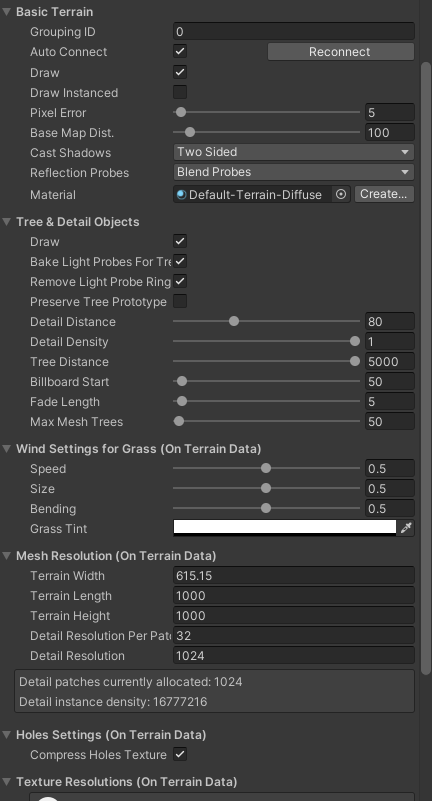 Basic Terrain
Grouping ID 0
Auto Connect Reconnect
Draw
Draw Instanced
Pixel Error 5
Base Map Dist. 100
Cast Shadows Two Sided
Reflection Probes Blend Probes
Material Default-Terrain-Diffuse Create...
Tree & Detail Objects
Draw
Bake Light Probes For Tre
Remove Light Probe Ring
Preserve Tree Prototype
Detail Distance 80
Detail Density 1
Tree Distance 5000
Billboard Start 50
Fade Length 5
Max Mesh Trees 50
Wind Settings for Grass (On Terrain Data)
Speed 0.5
Size 0.5
Bending 0.5
Grass Tint
Mesh Resolution (On Terrain Data)
Terrain Width 615.15
Terrain Length 1000
Terrain Height 1000
Detail Resolution Per Patc 32
Detail Resolution 1024
Detail patches currently allocated: 1024
Detail instance density: 16777216
Holes Settings (On Terrain Data)
Compress Holes Texture
Texture Resolutions (On Terrain Data)